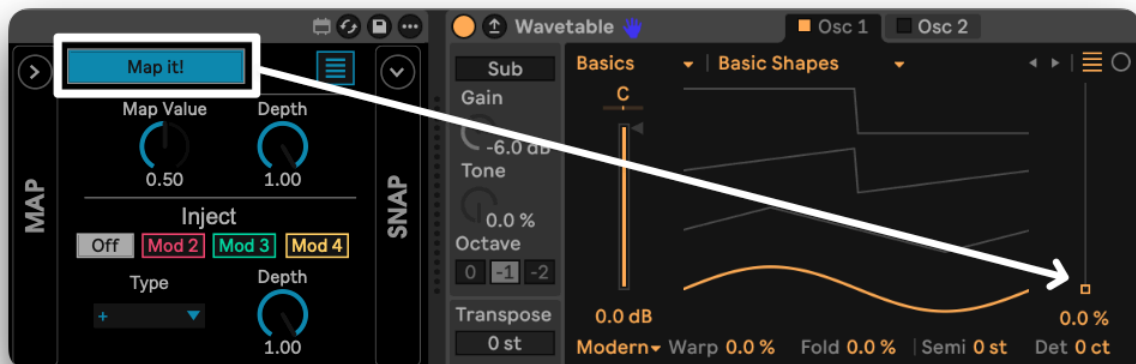 Map it!
Map Value Depth
0.50 1.00
MAP
Inject
Off Mod 2 Mod 3 Mod 4
Type Depth
+
1.00
SNAP
Wavetable
Osc 1 Osc 2
Sub
Gain
-6.0 dB
Tone
0.0 %
Octave
0 -1 -2
Transpose
0 st
Basics Basic Shapes
C
0.0 dB
0.0 %
Modern Warp 0.0 % Fold 0.0 % Semi 0 st Det 0 ct